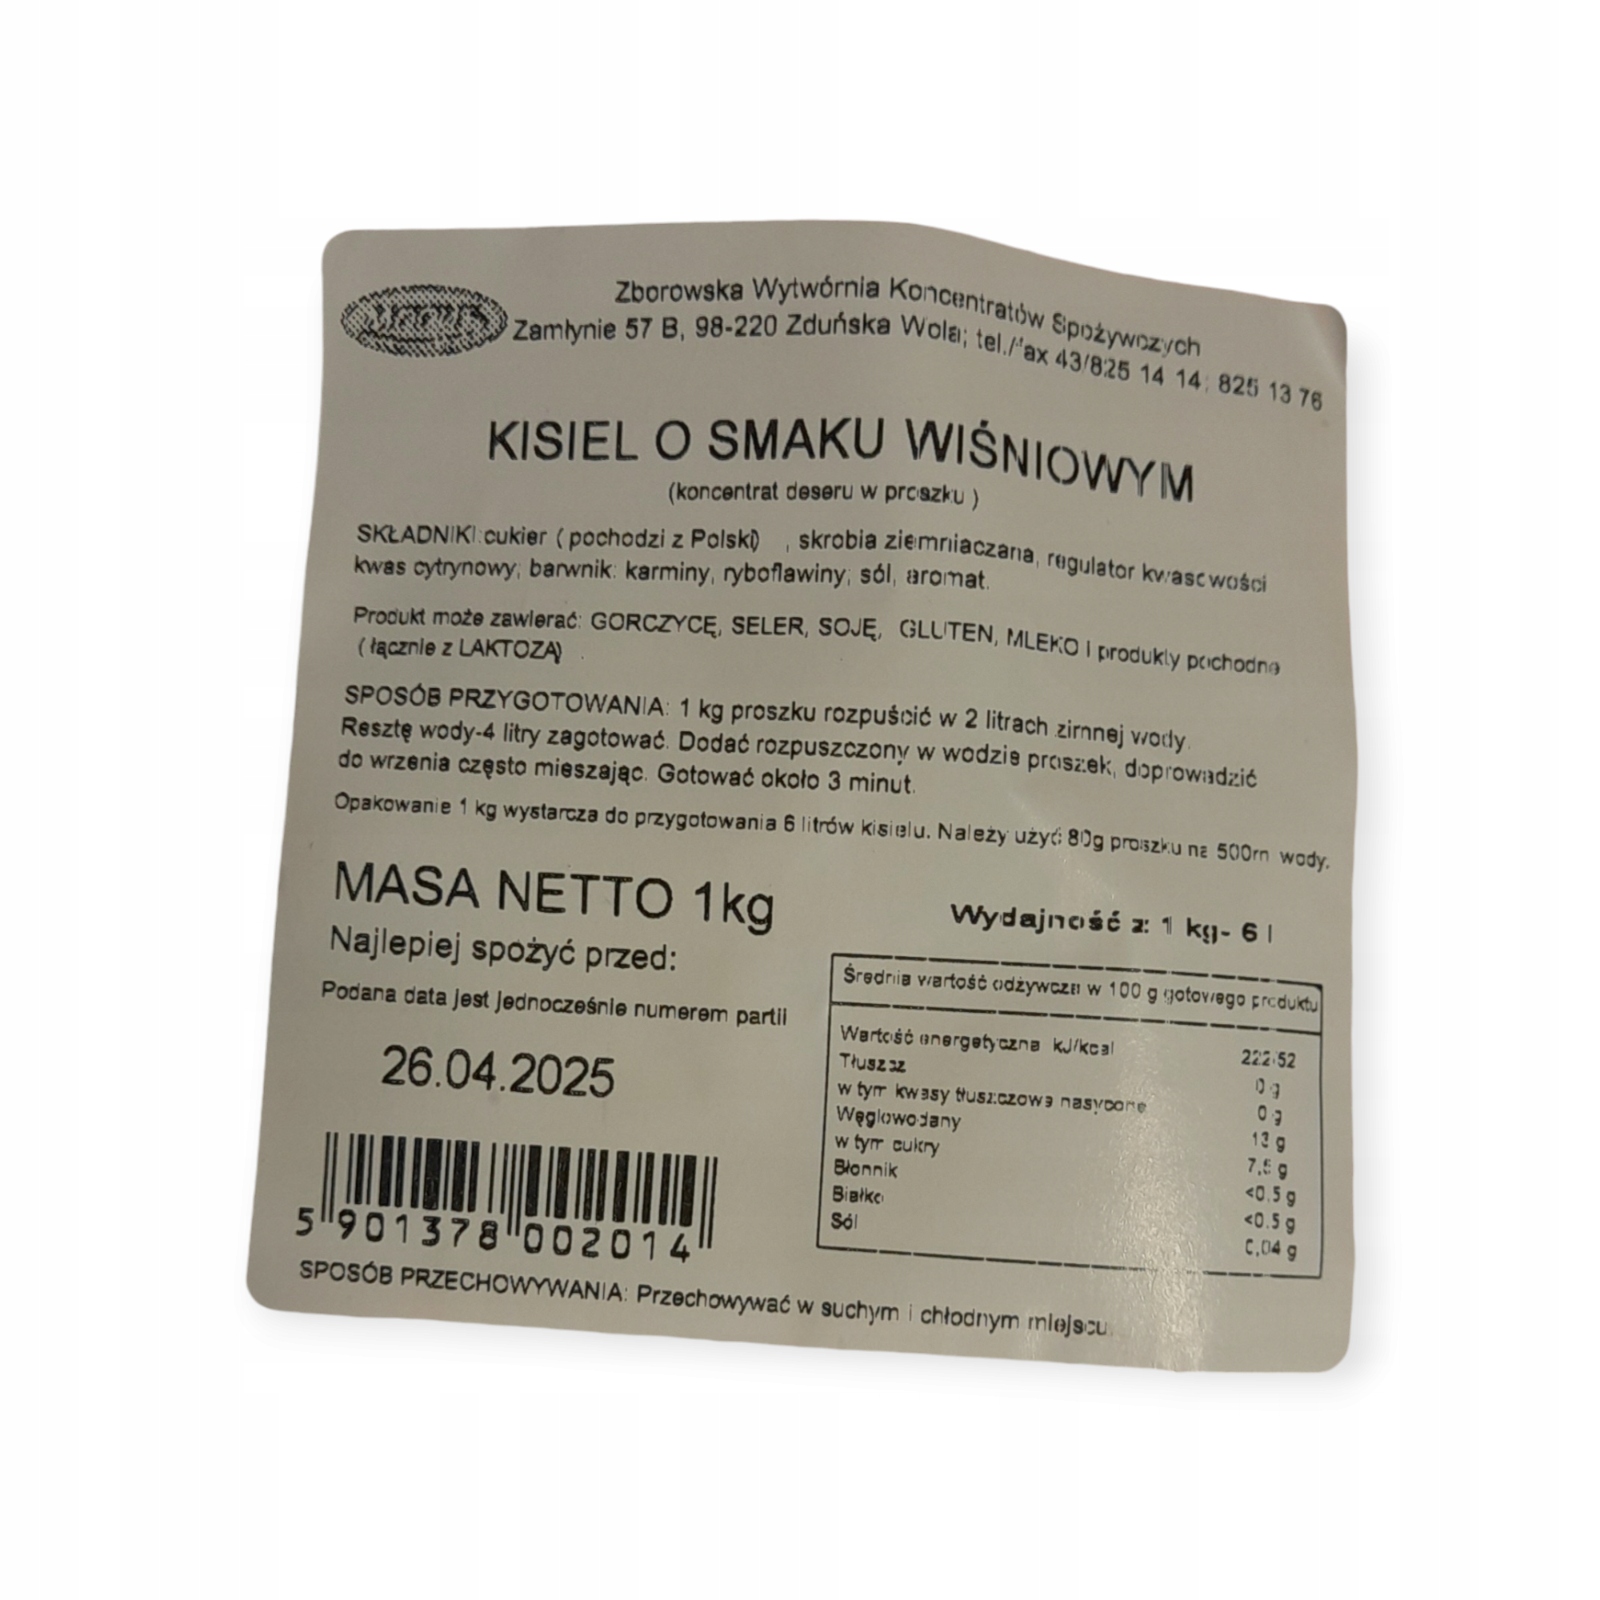 Zborowska Wytwórnia Koncentratów Spożywczych
Zamłynie 57 B, 98-220 Zduńska Wola; tel./fax 43/825 14 14; 825 13 76
KISIEL O SMAKU WIŚNIOWYM
(koncentrat deseru w proszku )
SKŁADNIKI:cukier ( pochodzi z Polski) , skrobia ziemniaczana, regulator kwasowości
kwas cytrynowy; barwnik: karminy, ryboflawiny; sól, aromat.
Produkt może zawierać: GORCZYCĘ, SELER, SOJĘ, GLUTEN, MLEKO i produkty pochodne
( łącznie z LAKTOZĄ) .
SPOSÓB PRZYGOTOWANIA: 1 kg proszku rozpuścić w 2 litrach zimnej wody.
Resztę wody-4 litry zagotować. Dodać rozpuszczony w wodzie proszek, doprowadzić
do wrzenia często mieszając. Gotować około 3 minut.
Opakowanie 1 kg wystarcza do przygotowania 6 litrów kisielu. Należy użyć 80g proszku na 500m wody.
MASA NETTO 1kg
Wydajność z: 1 kg- 6 l
Najlepiej spożyć przed:
Podana data jest jednocześnie numerem partii
26.04.2025
Średnia wartość odżywcza w 100 g gotowego produktu
Wartość energetyczna kJ/kcal 222/52
Tłuszcz 0 g
w tym kwasy tłuszczowe nasycone 0 g
Węglowodany 13 g
w tym cukry 7,5 g
Błonnik <0.5 g
Białko <0.5 g
Sól 0,04 g
5 901378 002014
SPOSÓB PRZECHOWYWANIA: Przechowywać w suchym i chłodnym miejscu.